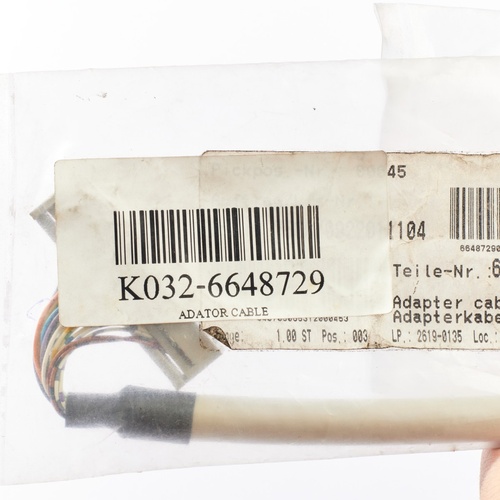 45
1104
66487290
K032-6648729
ADATOR CABLE
Teile-Nr.:6
Adapter cab
Adapterkabe
1.00 ST Pos.: 003
LP.: 2619-0135 Loc.: